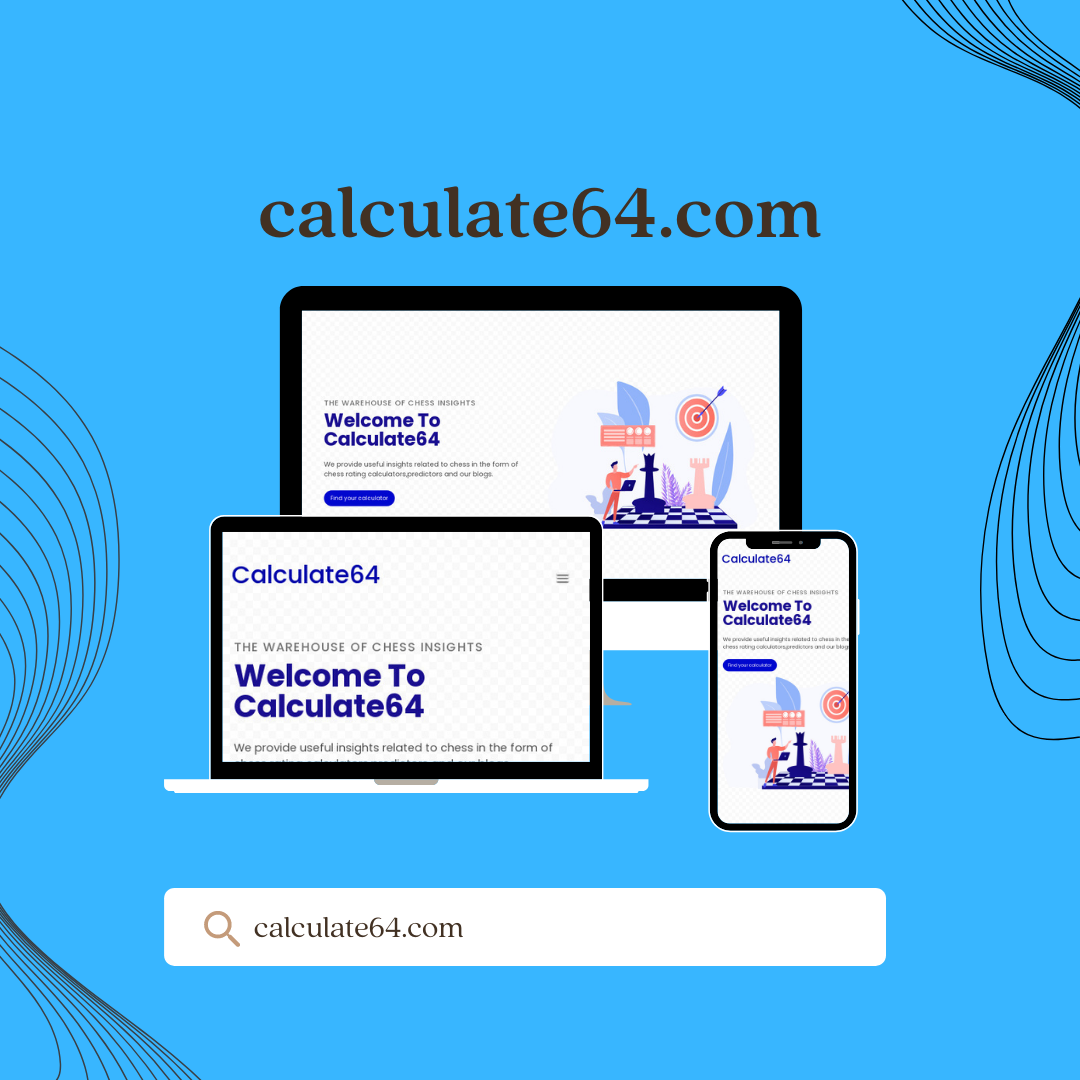 calculate64.com
THE WAREHOUSE OF CHESS INSIGHTS
Welcome To
Calculate64
We provide useful insights related to chess in the form of
chess rating calculators,predictors and our blogs.
Find your calculator
Calculate64
THE WAREHOUSE OF CHESS INSIGHTS
Welcome To
Calculate64
We provide useful insights related to chess in the form of
Calculate64
THE WAREHOUSE OF CHESS INSIGHTS
Welcome To
Calculate64
We provide useful insights related to chess in the
chess rating calculators,predictors and our blogs
Find your calculator
calculate64.com